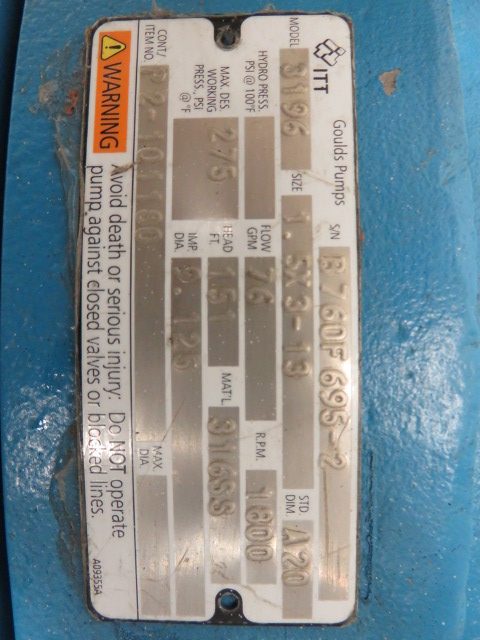 ITT Goulds Pumps S/N B760F695-2
MODEL 3196 SIZE 1.5X3-13 STD. DIM. A20
HYDRO PRESS. PSI @ 100°F FLOW GPM 76 R.P.M. 1800
MAX. DES. WORKING PRESS., PSI @ °F 275 HEAD FT. 161 MAT'L. 316SS
IMP. DIA. 9.125
MAX. DIA
CONT/ ITEM NO.
WARNING
Avoid death or serious injury: Do NOT operate
pump against closed valves or blocked lines.
A09355A